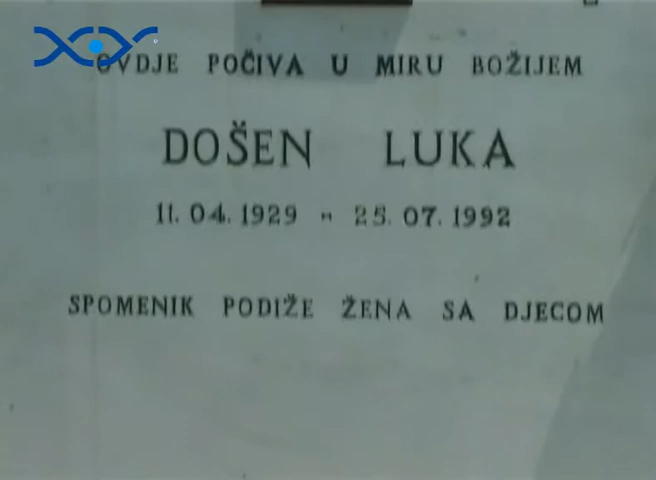 OVDJE POČIVA U MIRU BOŽIJEM
DOŠEN LUKA
11. 04. 1929 - 25. 07. 1992
SPOMENIK PODIŽE ŽENA SA DJECOM